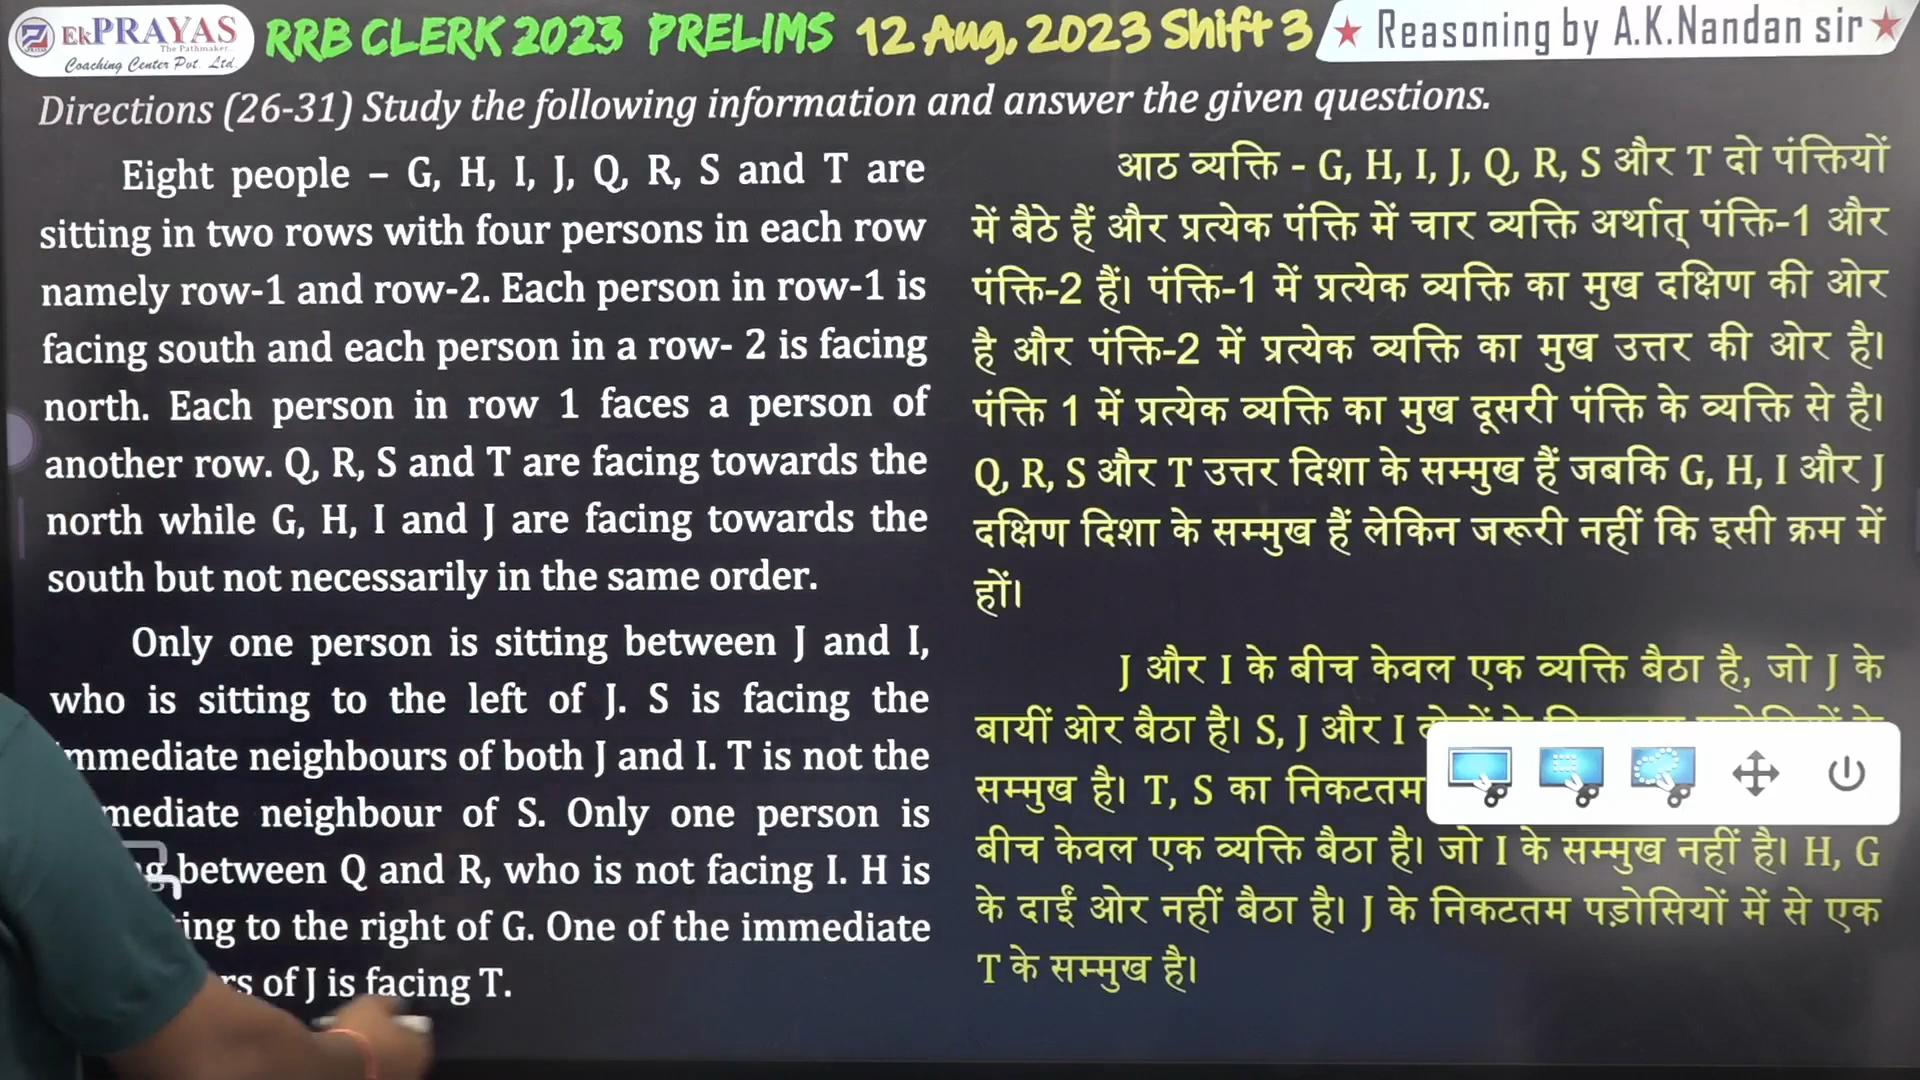 EKPRAYAS
The Pathmaker...
Coaching Center Pvt. Ltd.
RRB CLERK 2023 PRELIMS 12 Aug, 2023 Shift 3
Reasoning by A.K.Nandan sir
Directions (26-31) Study the following information and answer the given questions.
Eight people – G, H, I, J, Q, R, S and T are
sitting in two rows with four persons in each row
namely row-1 and row-2. Each person in row-1 is
facing south and each person in a row- 2 is facing
north. Each person in row 1 faces a person of
another row. Q, R, S and T are facing towards the
north while G, H, I and J are facing towards the
south but not necessarily in the same order.
Only one person is sitting between J and I,
who is sitting to the left of J. S is facing the
immediate neighbours of both J and I. T is not the
mediate neighbour of S. Only one person is
between Q and R, who is not facing I. H is
ing to the right of G. One of the immediate
rs of J is facing T.
आठ व्यक्ति - G, H, I, J, Q, R, S और T दो पंक्तियों
में बैठे हैं और प्रत्येक पंक्ति में चार व्यक्ति अर्थात् पंक्ति-1 और
पंक्ति-2 हैं। पंक्ति-1 में प्रत्येक व्यक्ति का मुख दक्षिण की ओर
है और पंक्ति-2 में प्रत्येक व्यक्ति का मुख उत्तर की ओर है।
पंक्ति 1 में प्रत्येक व्यक्ति का मुख दूसरी पंक्ति के व्यक्ति से है।
Q, R, S और T उत्तर दिशा के सम्मुख हैं जबकि G, H, I और J
दक्षिण दिशा के सम्मुख हैं लेकिन जरूरी नहीं कि इसी क्रम में
हों।
J और I के बीच केवल एक व्यक्ति बैठा है, जो J के
बायीं ओर बैठा है। S, J और I
सम्मुख है। T, S का निकटतम
बीच केवल एक व्यक्ति बैठा है। जो I के सम्मुख नहीं है। H, G
के दाईं ओर नहीं बैठा है। J के निकटतम पड़ोसियों में से एक
T के सम्मुख है।